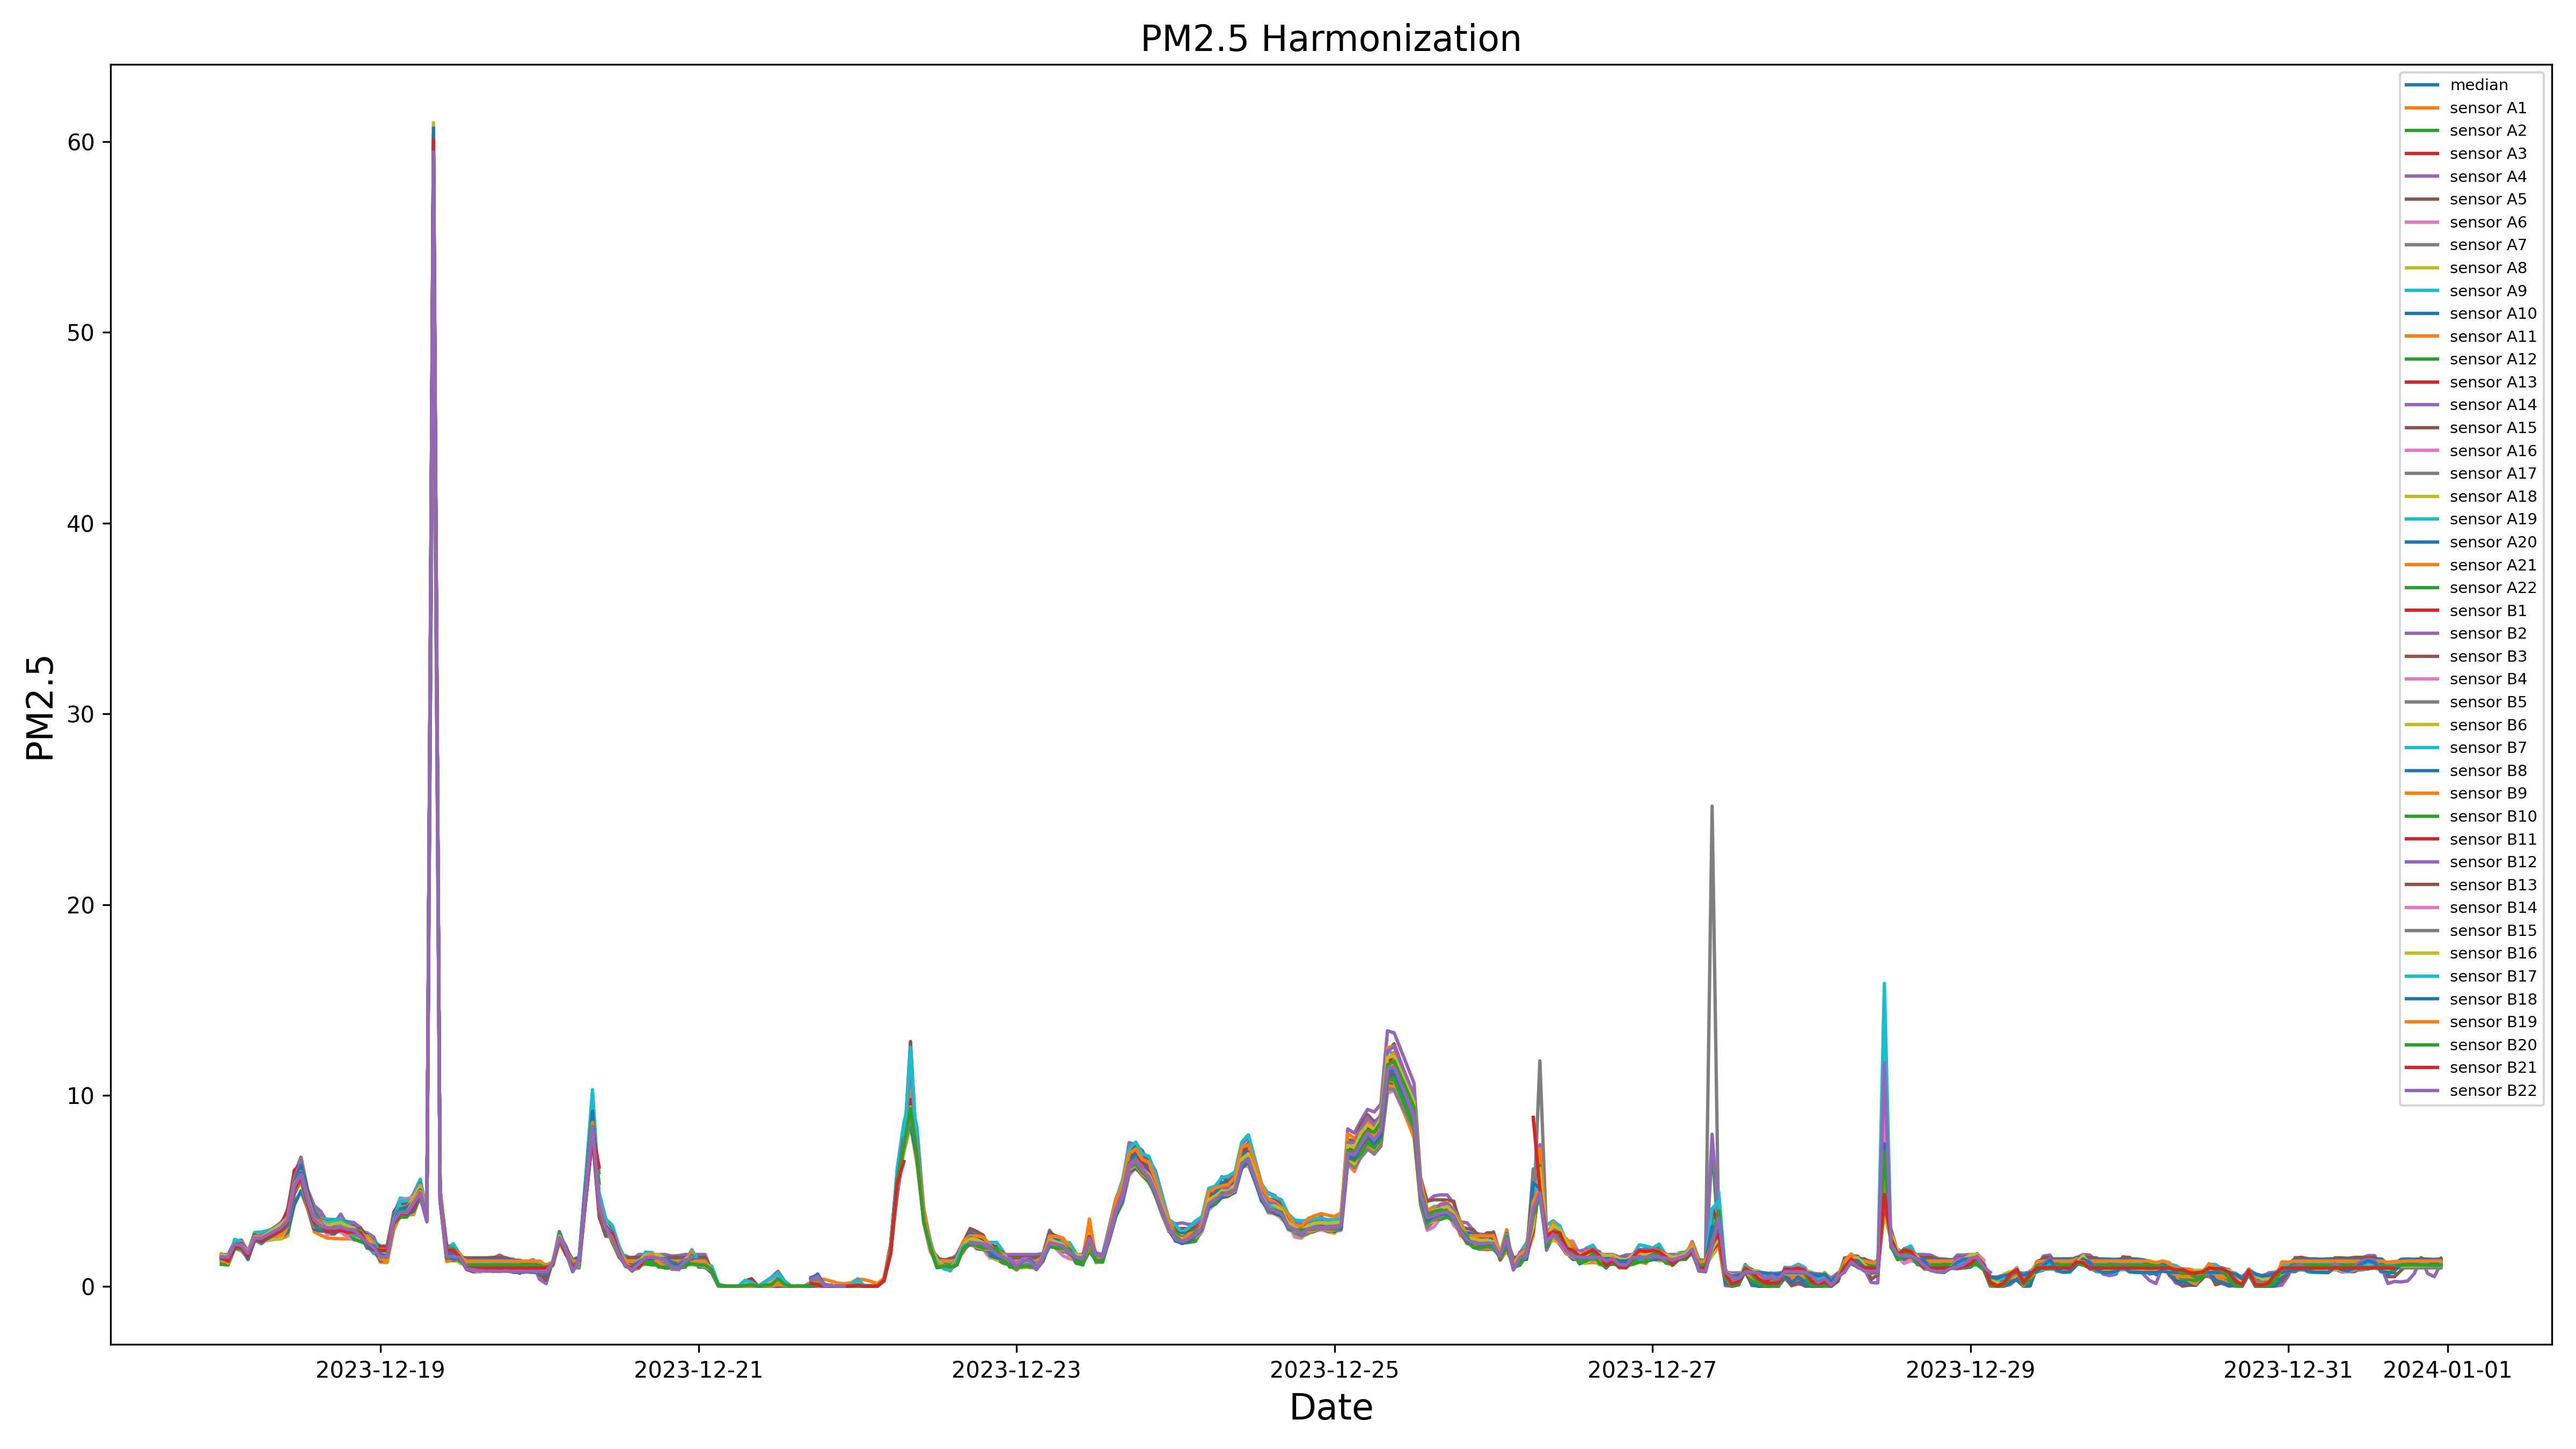 PM2.5 Harmonization
PM2.5
60
50
40
30
20
10
0
2023-12-19
2023-12-21
2023-12-23
2023-12-25
2023-12-27
2023-12-29
2023-12-31
2024-01-01
Date
median
sensor A1
sensor A2
sensor A3
sensor A4
sensor A5
sensor A6
sensor A7
sensor A8
sensor A9
sensor A10
sensor A11
sensor A12
sensor A13
sensor A14
sensor A15
sensor A16
sensor A17
sensor A18
sensor A19
sensor A20
sensor A21
sensor A22
sensor B1
sensor B2
sensor B3
sensor B4
sensor B5
sensor B6
sensor B7
sensor B8
sensor B9
sensor B10
sensor B11
sensor B12
sensor B13
sensor B14
sensor B15
sensor B16
sensor B17
sensor B18
sensor B19
sensor B20
sensor B21
sensor B22